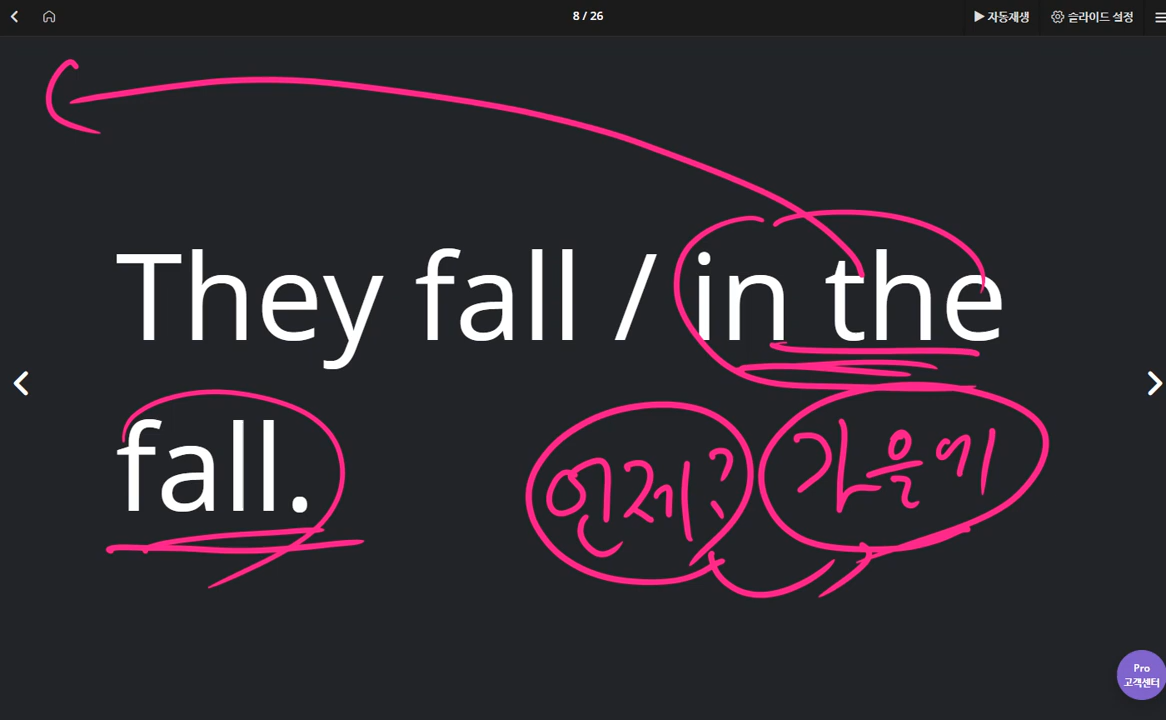 8 / 26
자동재생
슬라이드 설정
They fall / in the
fall.
언제?
가을에
Pro
고객센터